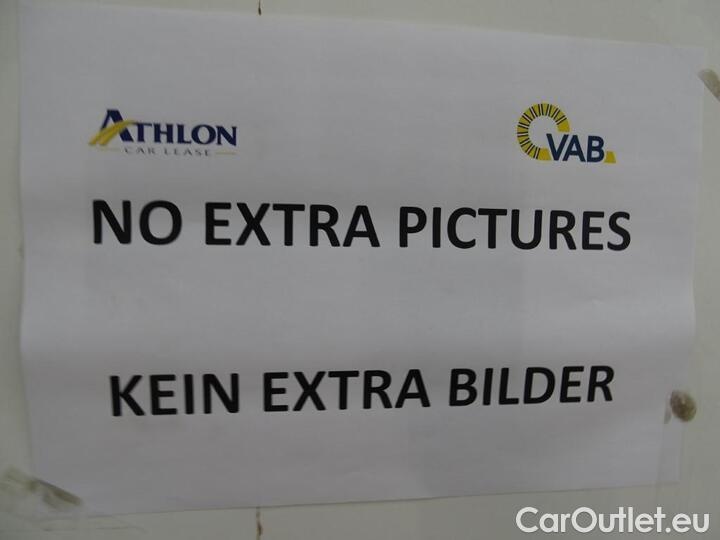 ATHLON
CAR LEASE
VAB
NO EXTRA PICTURES
KEIN EXTRA BILDER
CarOutlet.eu